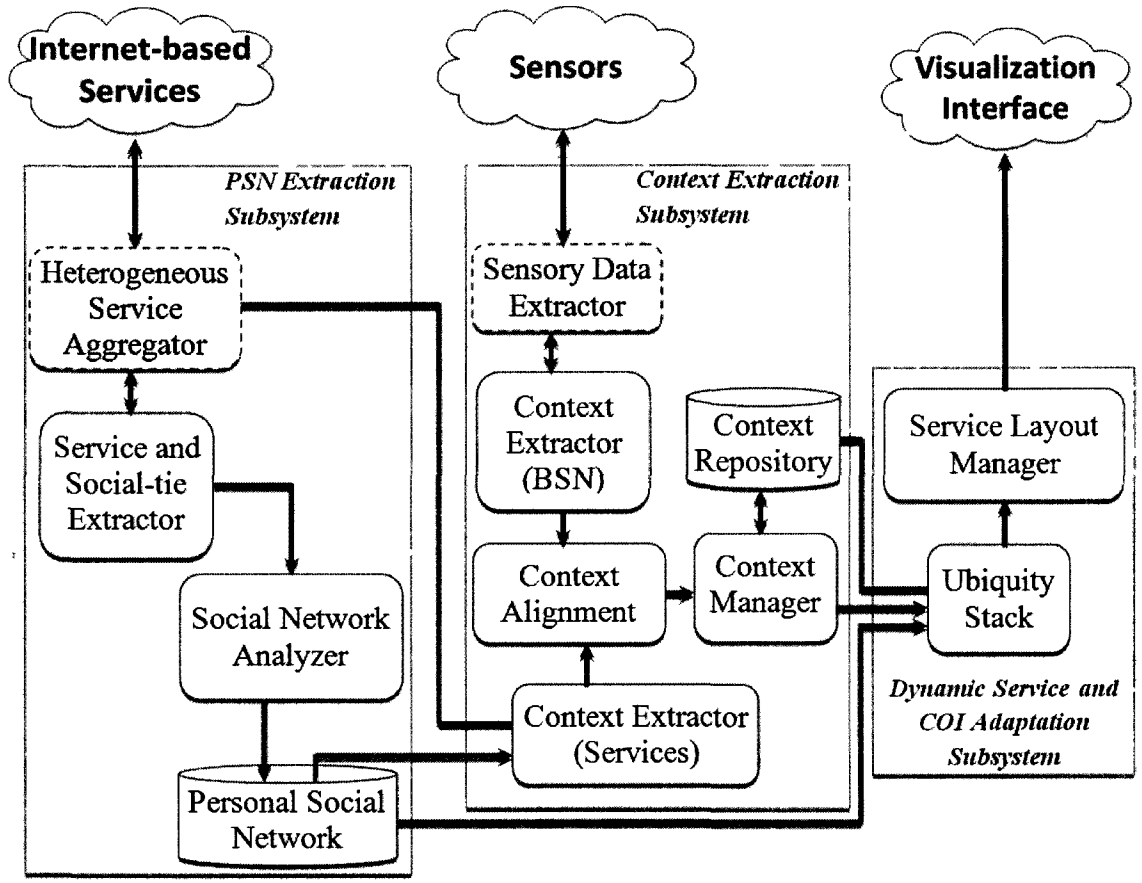 Internet-based
Services
Sensors
Visualization
Interface
PSN Extraction
Subsystem
Heterogeneous
Service
Aggregator
Service and
Social-tie
Extractor
Social Network
Analyzer
Personal Social
Network
Context Extraction
Subsystem
Sensory Data
Extractor
Context
Extractor
(BSN)
Context
Repository
Context
Alignment
Context
Manager
Context Extractor
(Services)
Service Layout
Manager
Ubiquity
Stack
Dynamic Service and
COI Adaptation
Subsystem